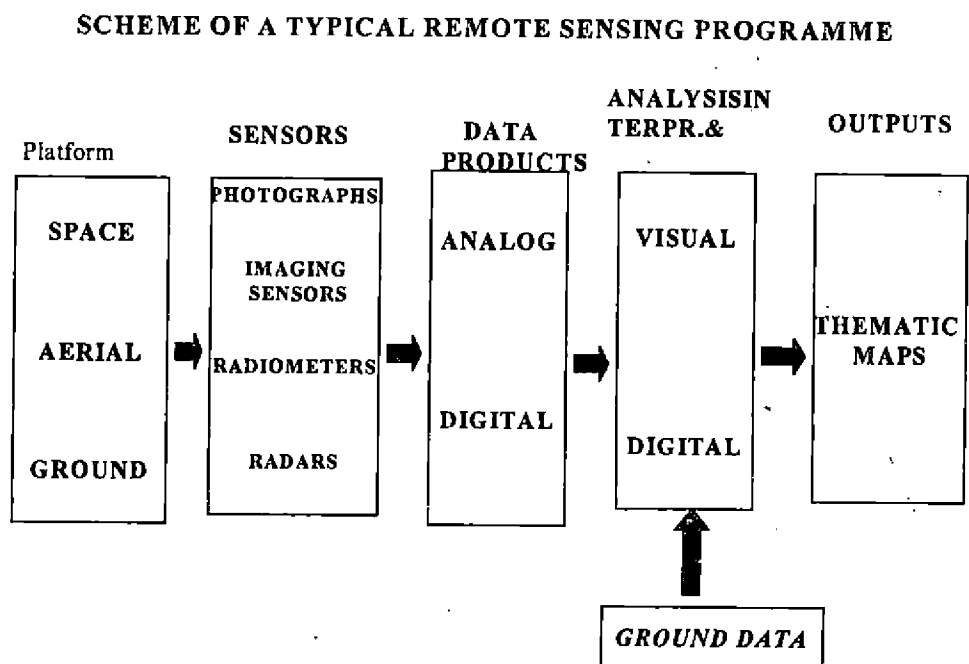 SCHEME OF A TYPICAL REMOTE SENSING PROGRAMME
Platform
SPACE
AERIAL
GROUND
SENSORS
PHOTOGRAPHS
IMAGING
SENSORS
RADIOMETERS
RADARS
DATA
PRODUCTS
ANALOG
DIGITAL
ANALYSISIN
TERPR.&
VISUAL
DIGITAL
OUTPUTS
THEMATIC
MAPS
GROUND DATA